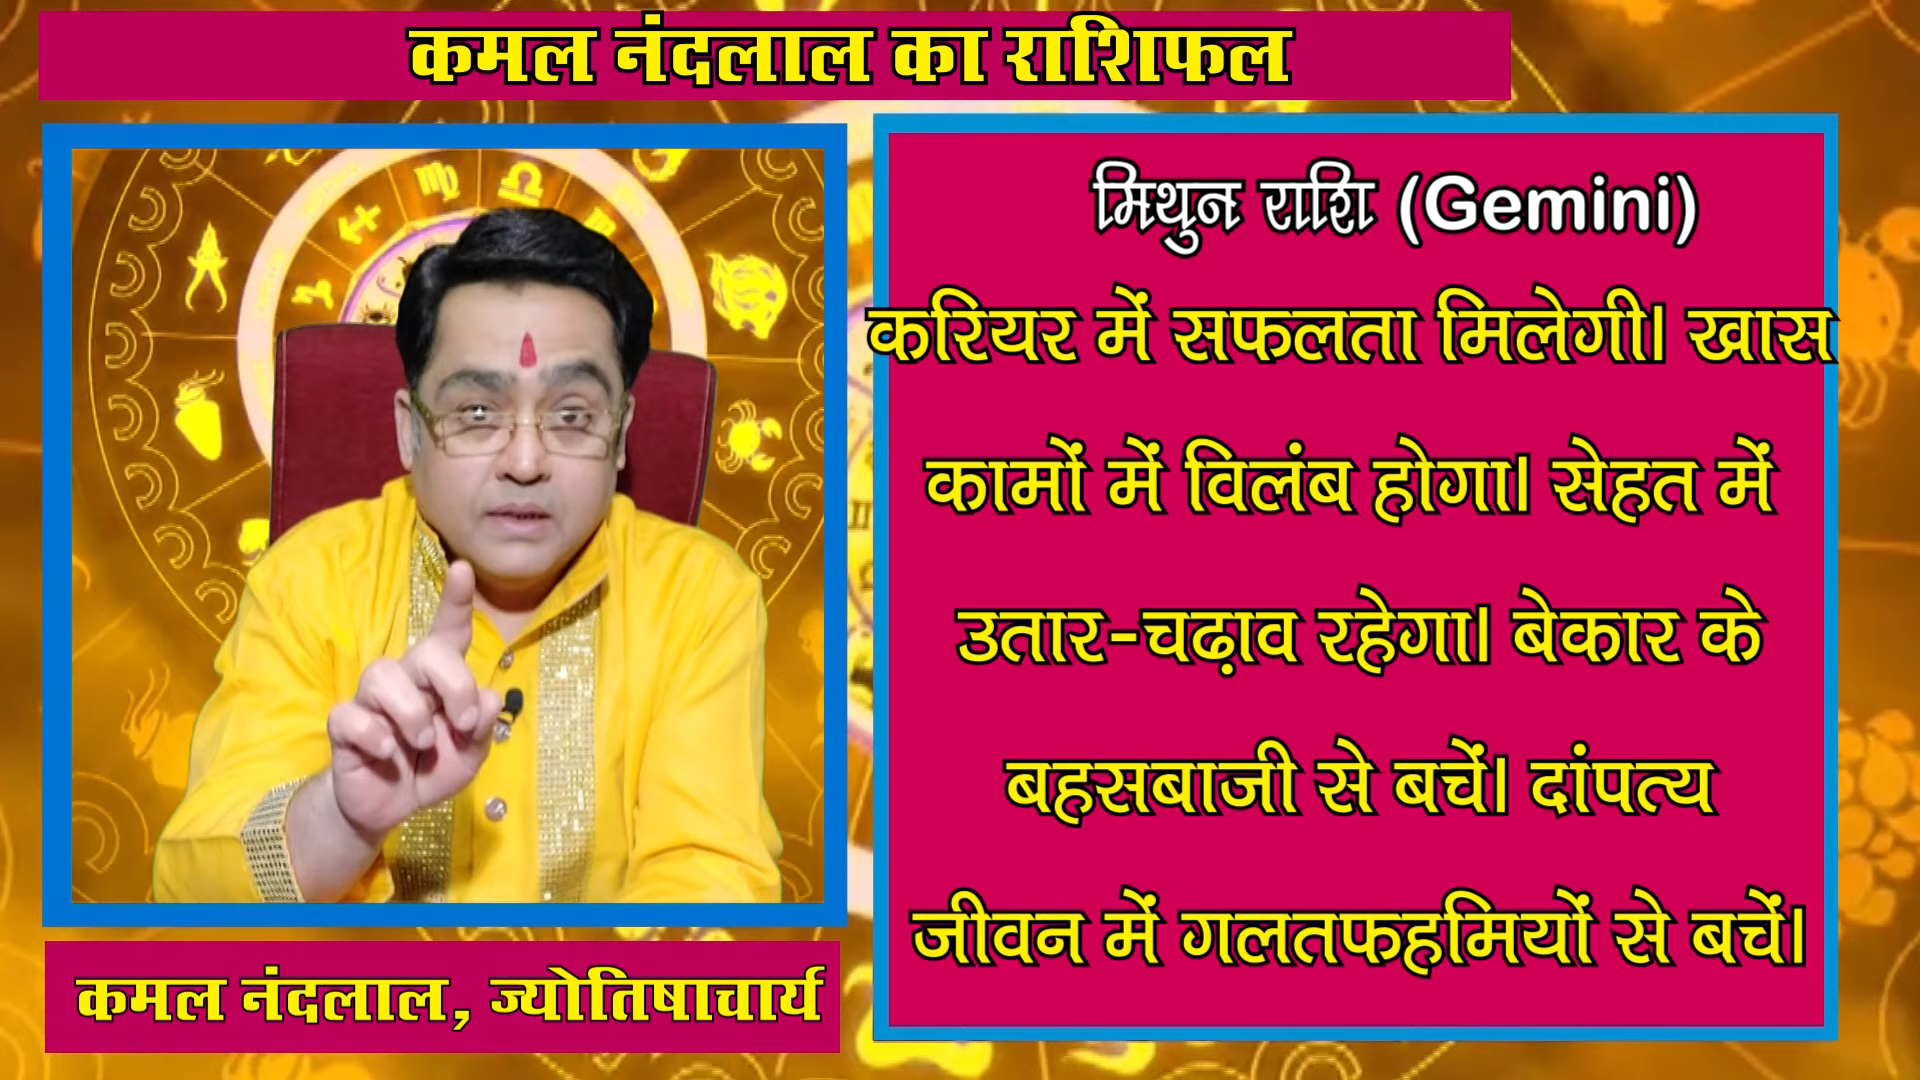 कमल नंदलाल का राशिफल
मिथुन राशि (Gemini)
करियर में सफलता मिलेगी। खास
कामों में विलंब होगा। सेहत में
उतार-चढ़ाव रहेगा। बेकार के
बहसबाजी से बचें। दांपत्य
जीवन में गलतफहमियों से बचें।
कमल नंदलाल, ज्योतिषाचार्य